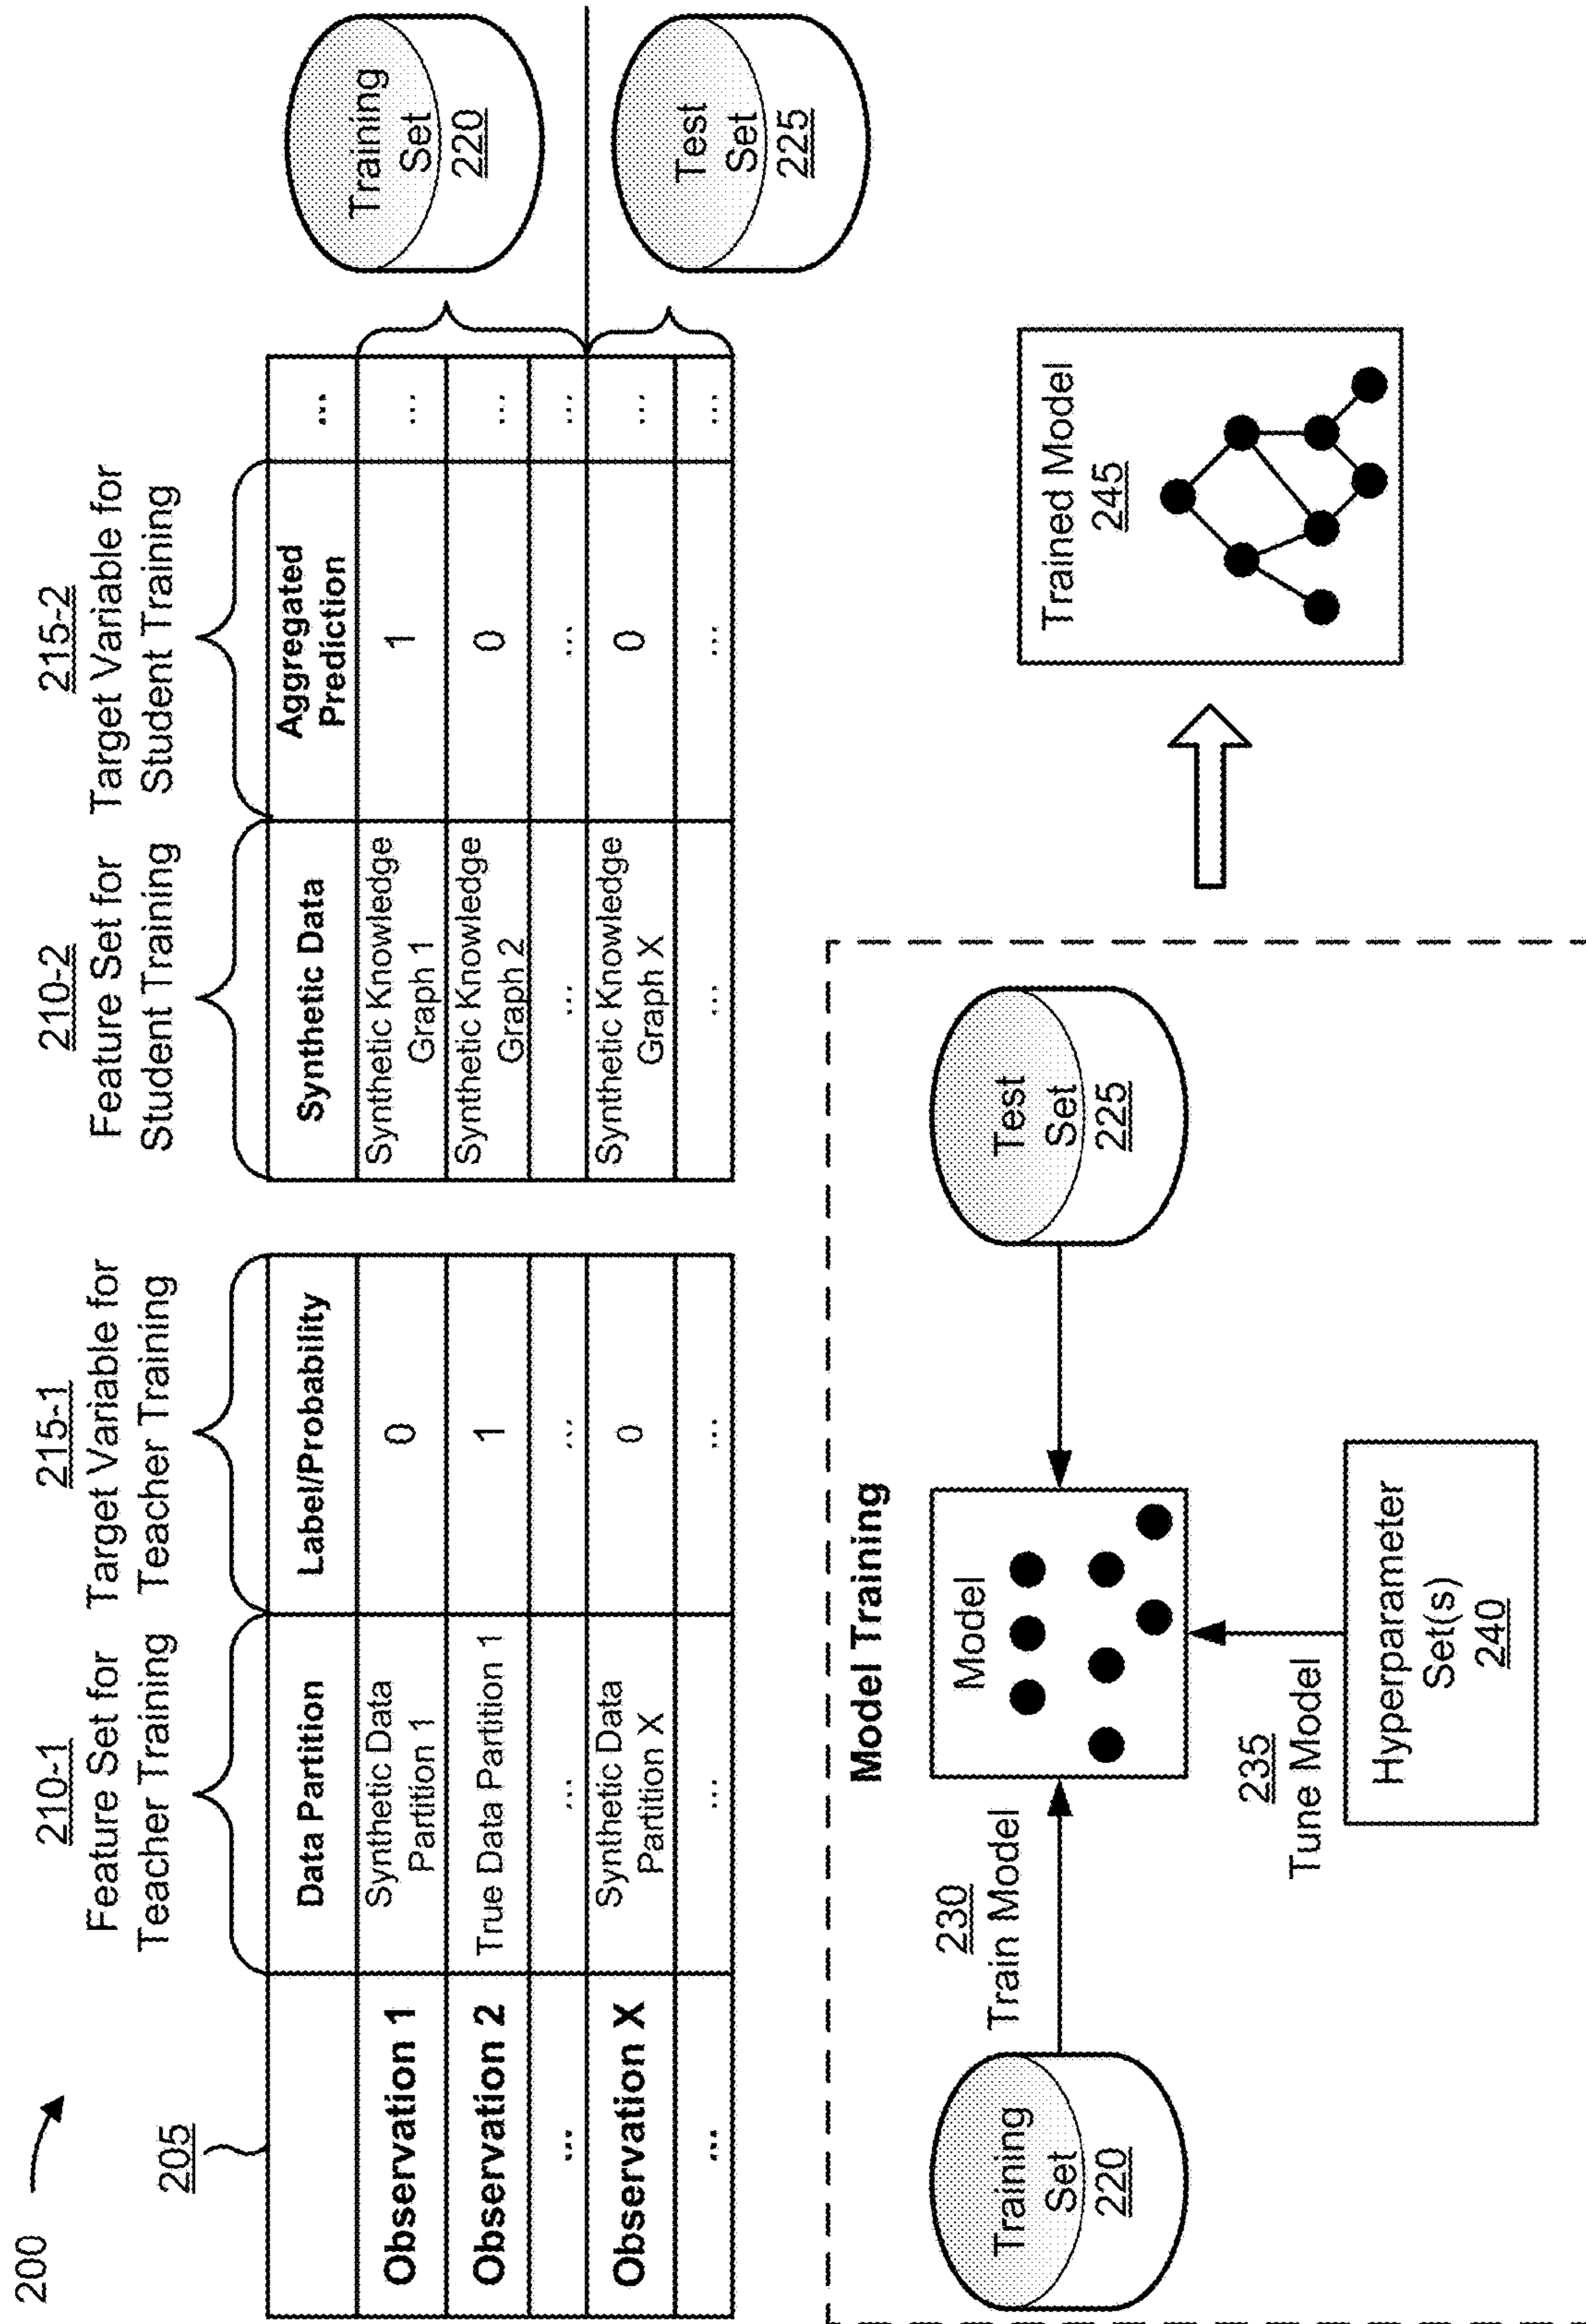 200
205
210-1
Feature Set for
Teacher Training
215-1
Target Variable for
Teacher Training
210-2
Feature Set for
Student Training
215-2
Target Variable for
Student Training
Data Partition
Label/Probability
Synthetic Data
Aggregated
Prediction
...
Observation 1
Synthetic Data
Partition 1
0
Synthetic Knowledge
Graph 1
1
...
Observation 2
True Data Partition 1
1
Synthetic Knowledge
Graph 2
0
...
... ... ... ... ... ...
Observation X
Synthetic Data
Partition X
0
Synthetic Knowledge
Graph X
0
...
... ... ... ... ... ...
Training
Set
220
Test
Set
225
Model Training
Training
Set
220
230
Train Model
Model
Test
Set
225
235
Tune Model
Hyperparameter
Set(s)
240
Trained Model
245